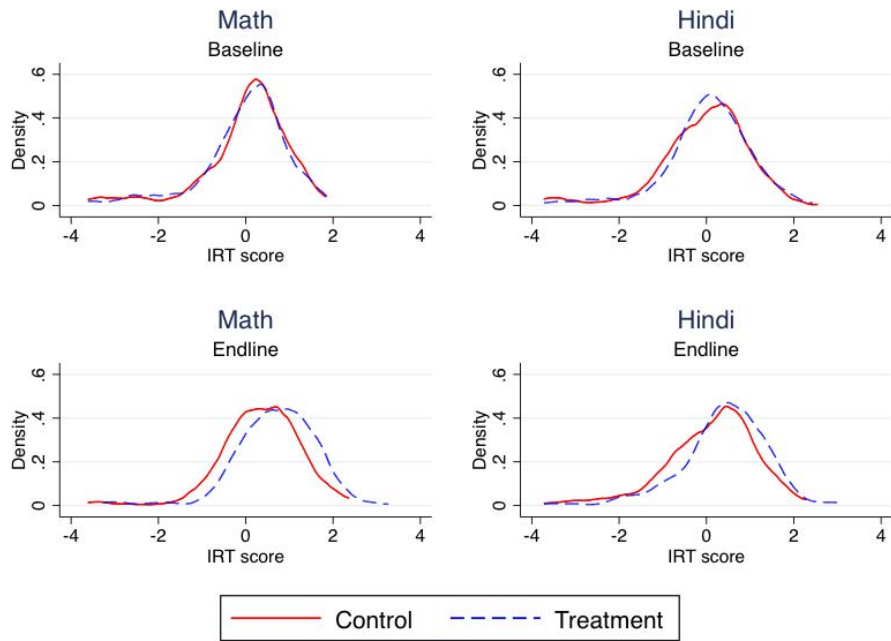 Math
Baseline
Density
0 .2 .4 .6
-4 -2 0 2 4
IRT score
Hindi
Baseline
Density
0 .2 .4 .6
-4 -2 0 2 4
IRT score
Math
Endline
Density
0 .2 .4 .6
-4 -2 0 2 4
IRT score
Hindi
Endline
Density
0 .2 .4 .6
-4 -2 0 2 4
IRT score
Control Treatment